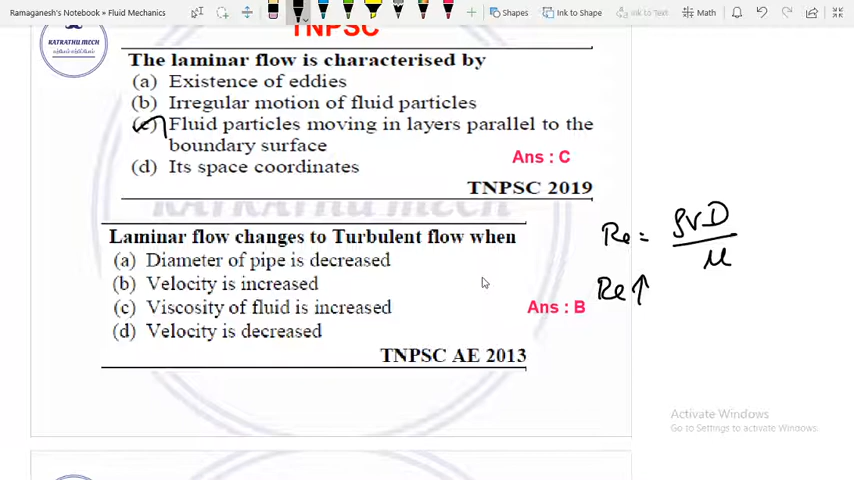 Ramaganesh's Notebook » Fluid Mechanics
Shapes
Ink to Shape
Ink to Text
Math
TNPSC
KATRATHU MECH
The laminar flow is characterised by
(a) Existence of eddies
(b) Irregular motion of fluid particles
(c) Fluid particles moving in layers parallel to the
boundary surface
(d) Its space coordinates
Ans : C
TNPSC 2019
KATRATHU MECH
Laminar flow changes to Turbulent flow when
(a) Diameter of pipe is decreased
(b) Velocity is increased
(c) Viscosity of fluid is increased
(d) Velocity is decreased
Ans : B
TNPSC AE 2013
Re = ρVD
μ
Re ↑
Activate Windows
Go to Settings to activate Windows.